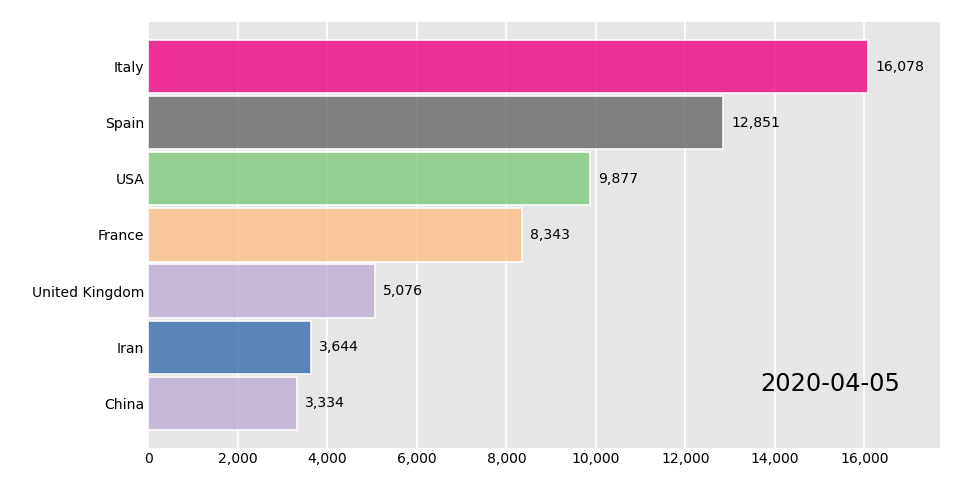 Italy 16,078
Spain 12,851
USA 9,877
France 8,343
United Kingdom 5,076
Iran 3,644
2020-04-05
China 3,334
0 2,000 4,000 6,000 8,000 10,000 12,000 14,000 16,000